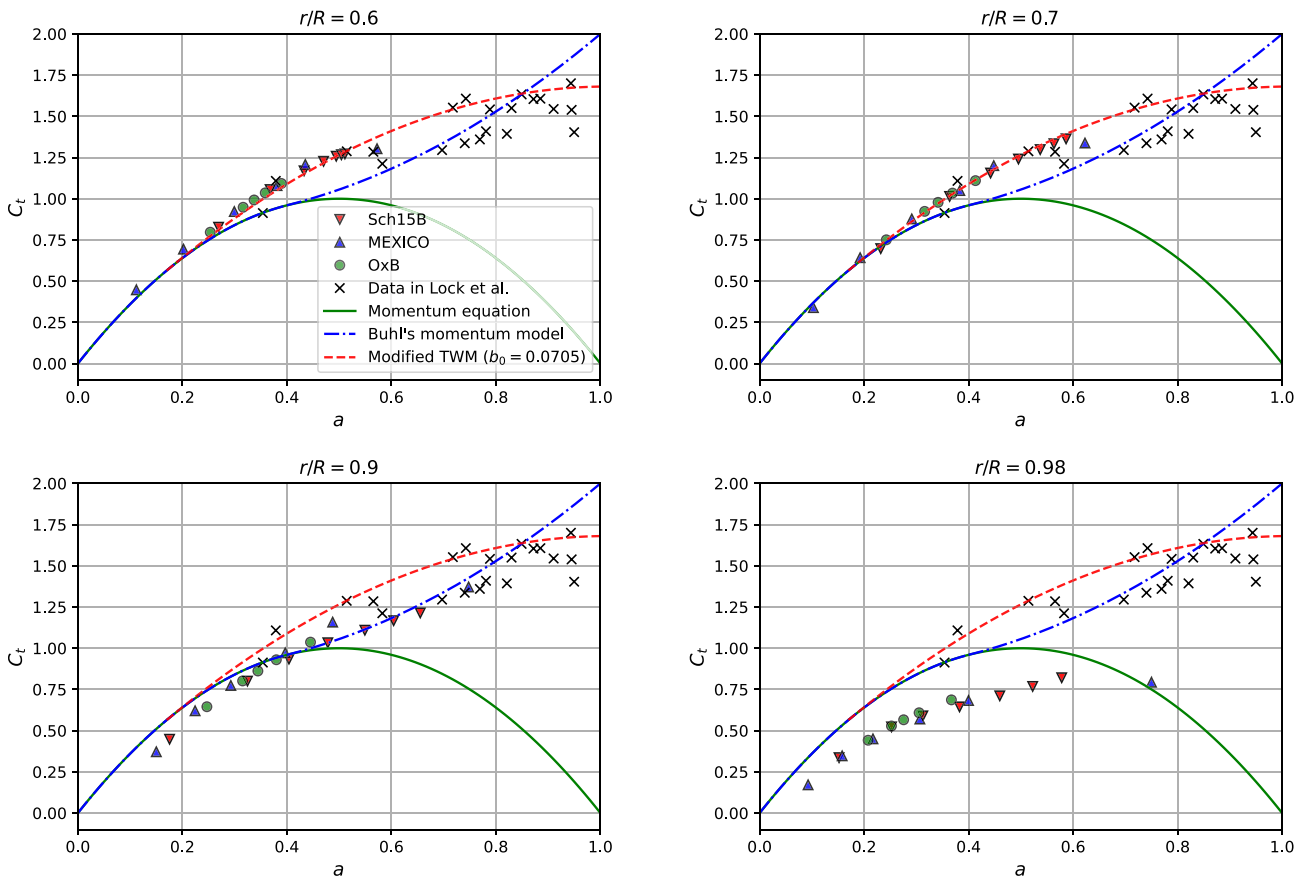 r/R = 0.6
2.00
1.75
1.50
1.25
1.00
0.75
0.50
0.25
0.00
C_t
Sch15B
MEXICO
OxB
Data in Lock et al.
Momentum equation
Buhl's momentum model
Modified TWM (b_0 = 0.0705)
0.0 0.2 0.4 0.6 0.8 1.0
a
r/R = 0.7
2.00
1.75
1.50
1.25
1.00
0.75
0.50
0.25
0.00
C_t
0.0 0.2 0.4 0.6 0.8 1.0
a
r/R = 0.9
2.00
1.75
1.50
1.25
1.00
0.75
0.50
0.25
0.00
C_t
0.0 0.2 0.4 0.6 0.8 1.0
a
r/R = 0.98
2.00
1.75
1.50
1.25
1.00
0.75
0.50
0.25
0.00
C_t
0.0 0.2 0.4 0.6 0.8 1.0
a